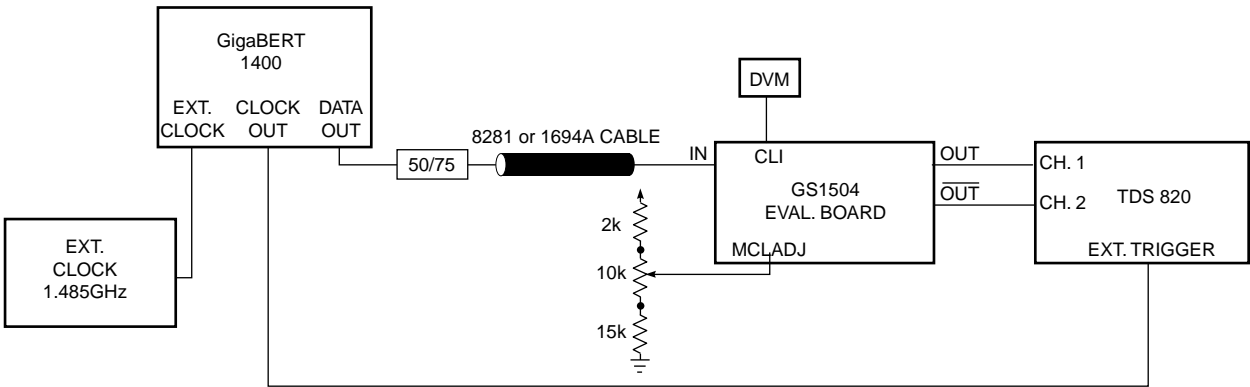 GigaBERT
1400
EXT.
CLOCK
CLOCK
OUT
DATA
OUT
50/75
8281 or 1694A CABLE
DVM
IN
CLI
GS1504
EVAL. BOARD
MCLADJ
OUT
OUT
CH. 1
CH. 2
TDS 820
EXT. TRIGGER
2k
10k
15k
EXT.
CLOCK
1.485GHz